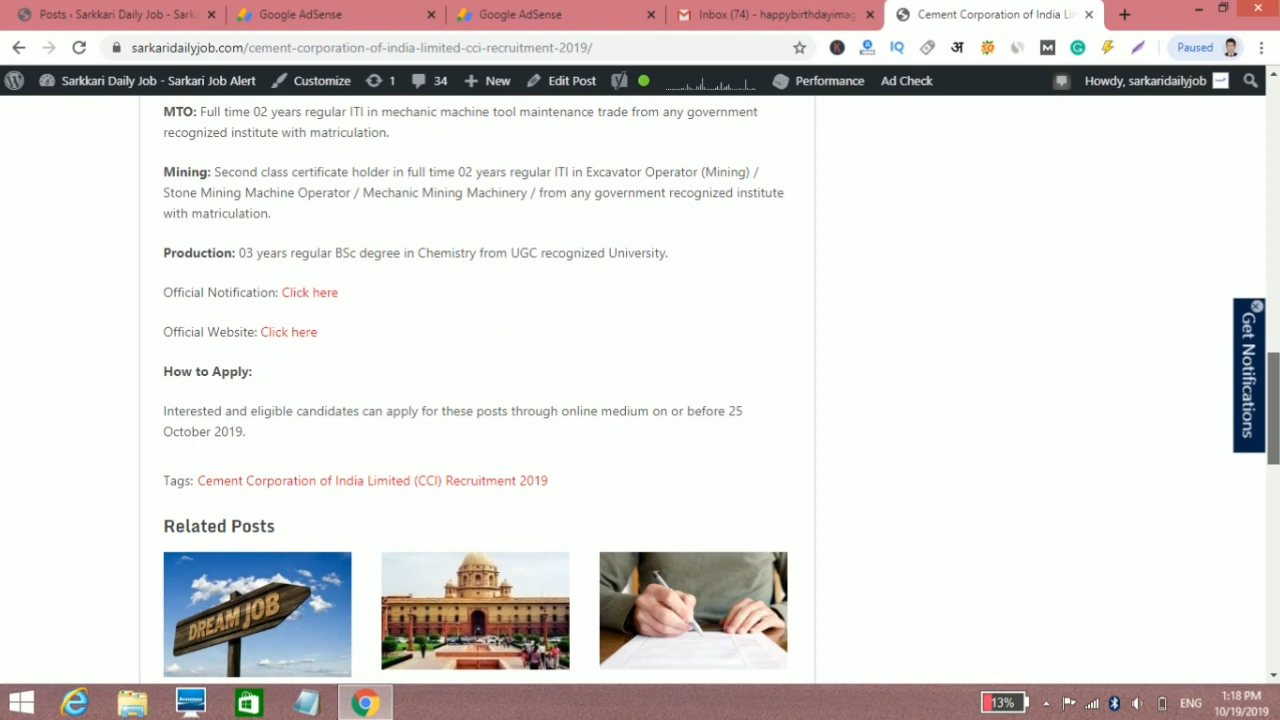 Posts ‹ Sarkkari Daily Job - Sark
Google AdSense
Google AdSense
Inbox (74) - happybirthdayimag
Cement Corporation of India Lin
sarkaridailyjob.com/cement-corporation-of-india-limited-cci-recruitment-2019/
K
IQ
अ
M
G
Paused
Sarkkari Daily Job - Sarkari Job Alert
Customize
1
34
New
Edit Post
Performance
Ad Check
Howdy, sarkaridailyjob
MTO: Full time 02 years regular ITI in mechanic machine tool maintenance trade from any government
recognized institute with matriculation.
Mining: Second class certificate holder in full time 02 years regular ITI in Excavator Operator (Mining) /
Stone Mining Machine Operator / Mechanic Mining Machinery / from any government recognized institute
with matriculation.
Production: 03 years regular BSc degree in Chemistry from UGC recognized University.
Official Notification: Click here
Official Website: Click here
How to Apply:
Interested and eligible candidates can apply for these posts through online medium on or before 25
October 2019.
Tags: Cement Corporation of India Limited (CCI) Recruitment 2019
Related Posts
DREAM JOB
Get Notifications
13%
ENG
1:18 PM
10/19/2019